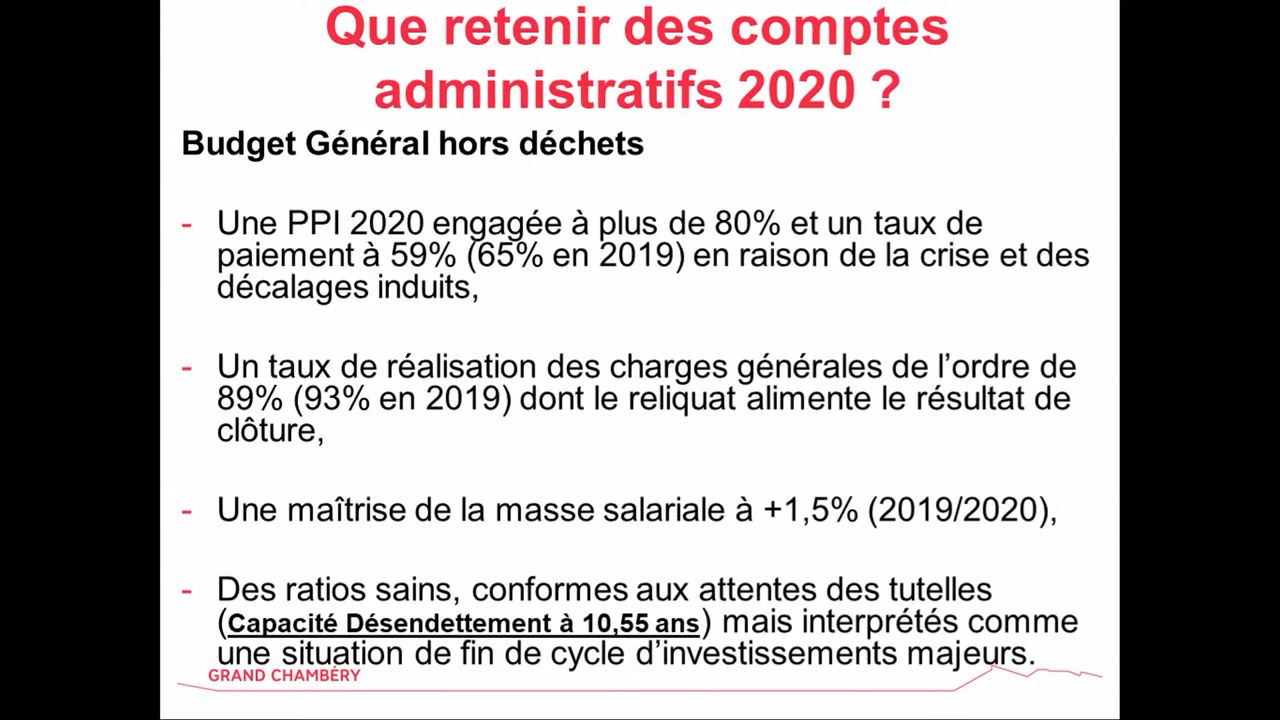 Que retenir des comptes
administratifs 2020 ?
Budget Général hors déchets
- Une PPI 2020 engagée à plus de 80% et un taux de
paiement à 59% (65% en 2019) en raison de la crise et des
décalages induits,
- Un taux de réalisation des charges générales de l’ordre de
89% (93% en 2019) dont le reliquat alimente le résultat de
clôture,
- Une maîtrise de la masse salariale à +1,5% (2019/2020),
- Des ratios sains, conformes aux attentes des tutelles
(Capacité Désendettement à 10,55 ans) mais interprétés comme
une situation de fin de cycle d’investissements majeurs.
GRAND CHAMBÉRY